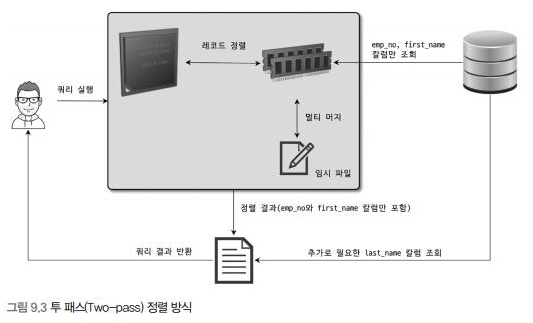 레코드 정렬
emp_no, first_name
칼럼만 조회
쿼리 실행
멀티 머지
임시 파일
정렬 결과(emp_no와 first_name 칼럼만 포함)
쿼리 결과 반환
추가로 필요한 last_name 칼럼 조회
그림 9.3 투 패스(Two-pass) 정렬 방식